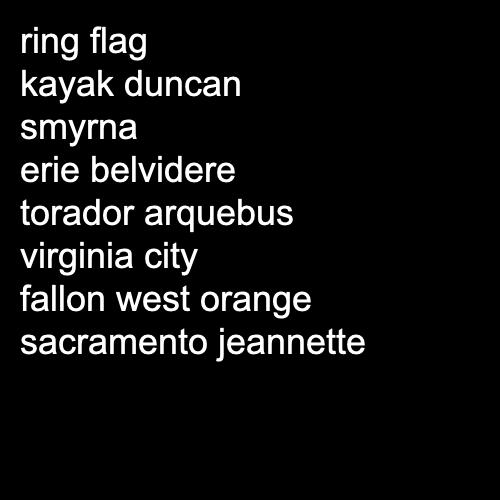 ring flag
kayak duncan
smyrna
erie belvidere
torador arquebus
virginia city
fallon west orange
sacramento jeannette